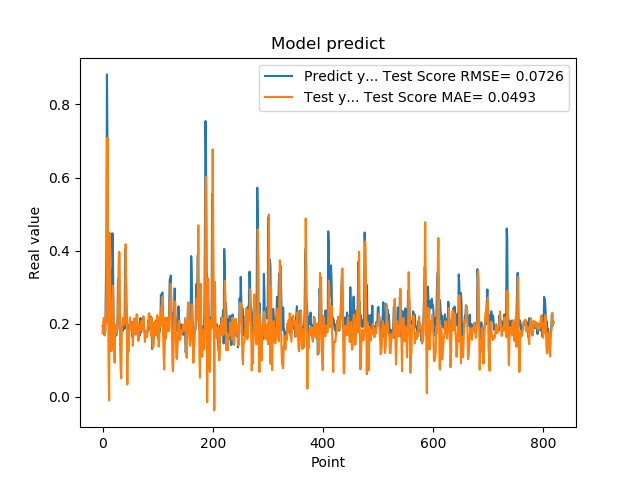 Model predict
Predict y... Test Score RMSE= 0.0726
Test y... Test Score MAE= 0.0493
0.8
0.6
0.4
0.2
0.0
Real value
0
200
400
600
800
Point